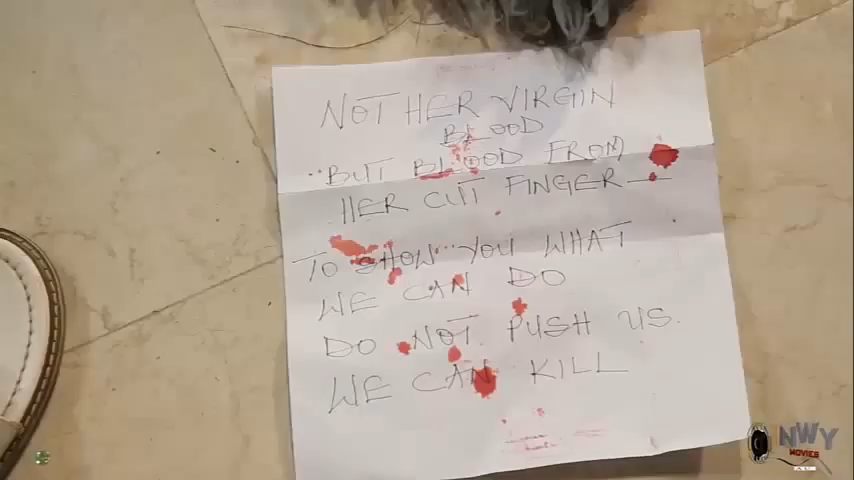 NOT HER VIRGIN
BLOOD
BUT BLOOD FROM
HER CUT FINGER—
TO SHOW YOU WHAT
WE CAN DO
DO NOT PUSH US.
WE CAN KILL
NWY
MOVIES